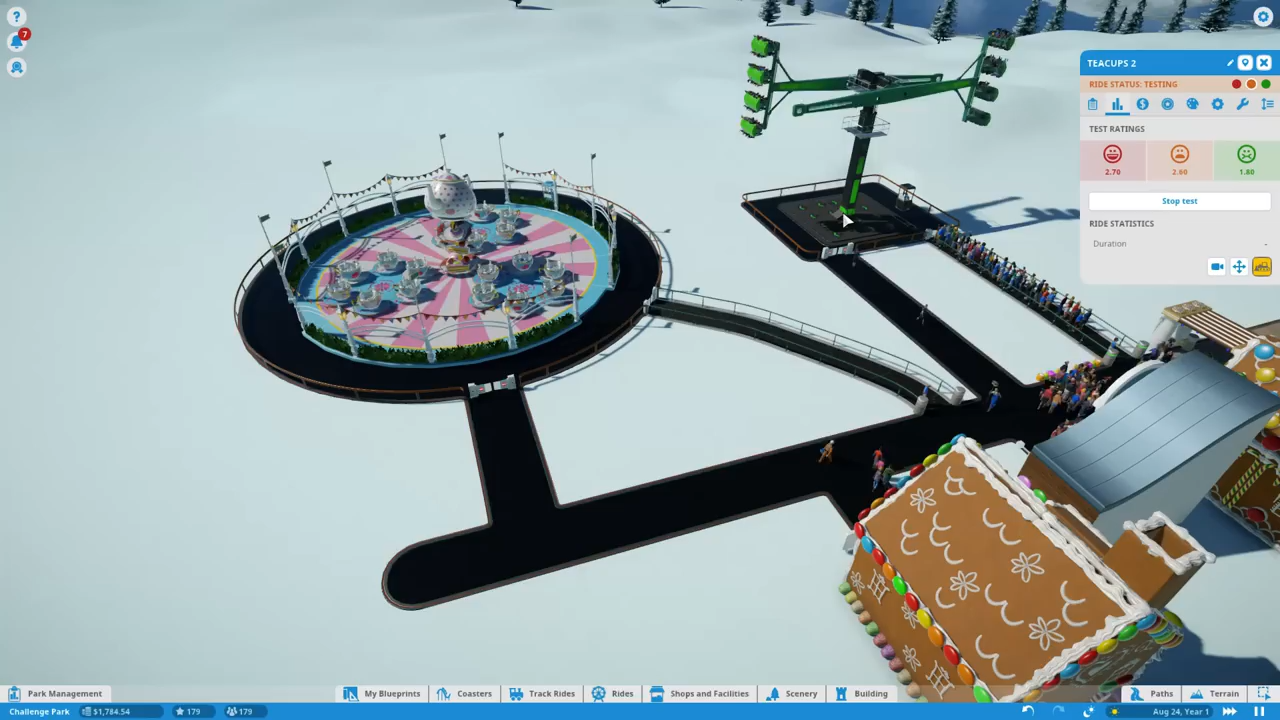 ?
7
TEACUPS 2
RIDE STATUS: TESTING
TEST RATINGS
2.70 2.60 1.80
Stop test
RIDE STATISTICS
Duration -
Park Management My Blueprints Coasters Track Rides Rides Shops and Facilities Scenery Building Paths Terrain
Challenge Park $1,784.54 179 179 Aug 24, Year 1